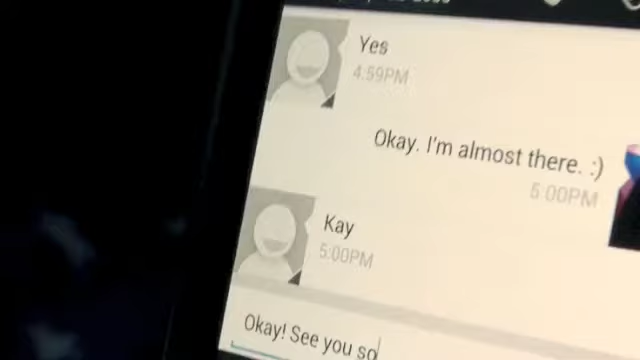 Yes
4:59PM
Okay. I'm almost there. :)
5:00PM
Kay
5:00PM
Okay! See you so